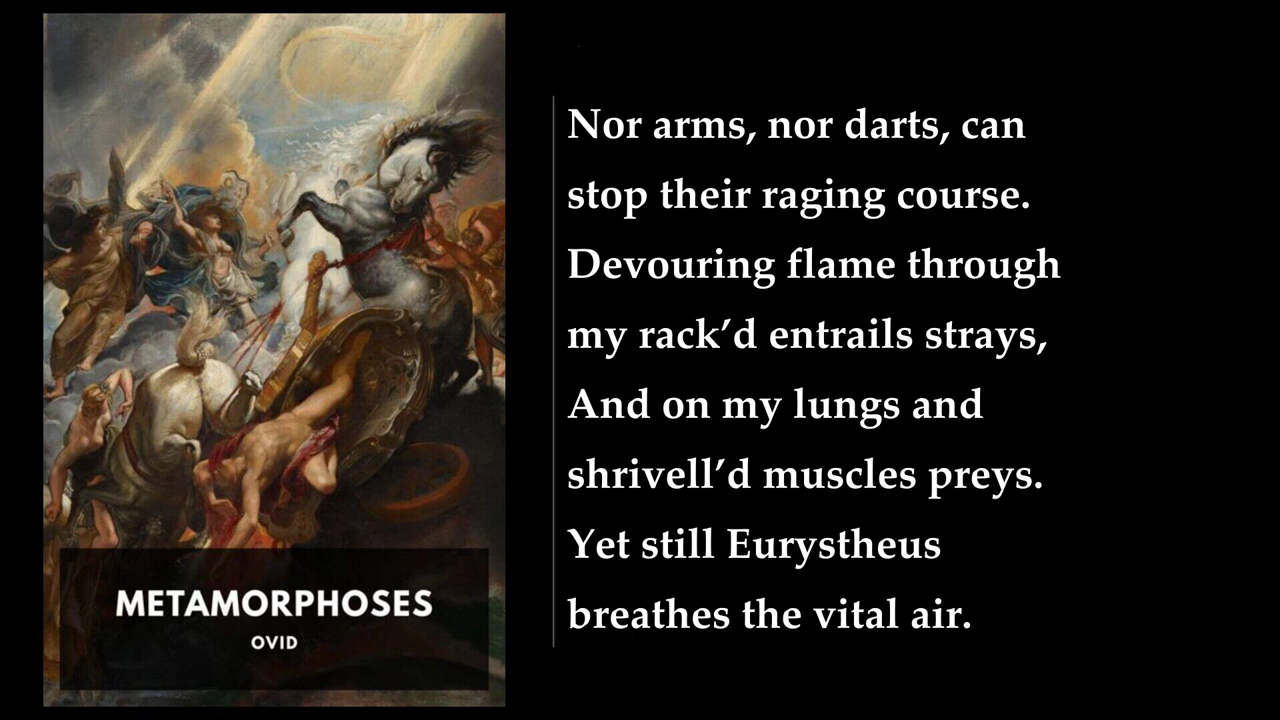 METAMORPHOSES
OVID
Nor arms, nor darts, can
stop their raging course.
Devouring flame through
my rack’d entrails strays,
And on my lungs and
shrivell’d muscles preys.
Yet still Eurystheus
breathes the vital air.